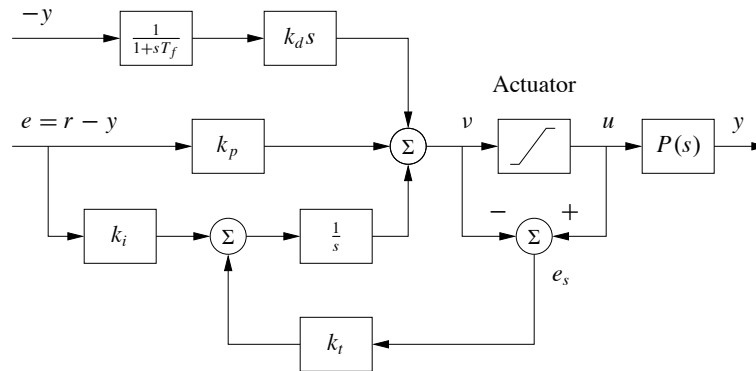 −y
1
1+sT_f
k_d s
Actuator
e = r − y
k_p
Σ
ν
u
P(s)
y
k_i
Σ
1
s
− +
Σ
e_s
k_t